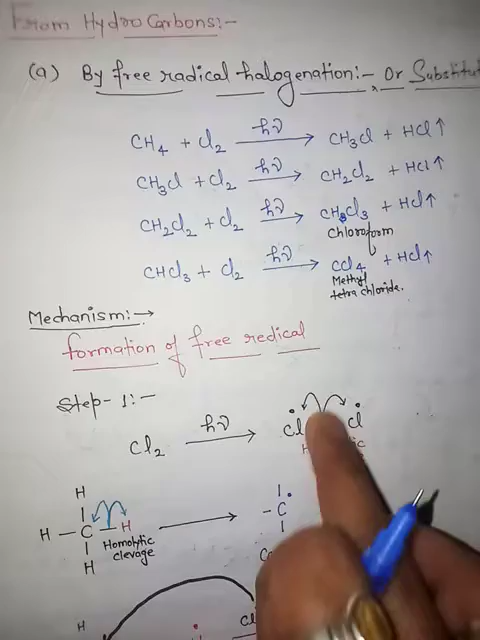 From HydroCarbons:-
(a) By free radical halogenation:- Or Substitut
CH₄ + Cl₂ hν → CH₃Cl + HCl↑
CH₃Cl + Cl₂ hν → CH₂Cl₂ + HCl↑
CH₂Cl₂ + Cl₂ hν → CHCl₃ + HCl↑
Chloroform
CHCl₃ + Cl₂ hν → CCl₄ + HCl↑
Methyl
tetra chloride.
Mechanism:→
formation of free redical
Step-1:-
Cl₂ hν → Cl Cl
H
H – C – H → – C
Homolytic
clevage
H
H Cl